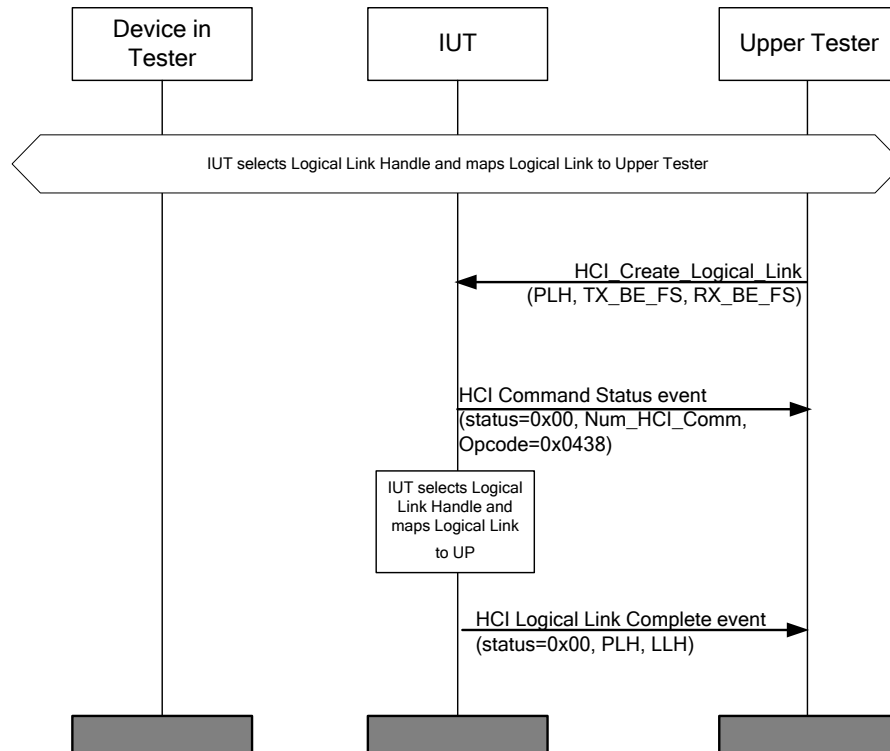 Device in
Tester
IUT
Upper Tester
IUT selects Logical Link Handle and maps Logical Link to Upper Tester
HCI_Create_Logical_Link
(PLH, TX_BE_FS, RX_BE_FS)
HCI Command Status event
(status=0x00, Num_HCI_Comm,
Opcode=0x0438)
IUT selects Logical
Link Handle and
maps Logical Link
to UP
HCI Logical Link Complete event
(status=0x00, PLH, LLH)